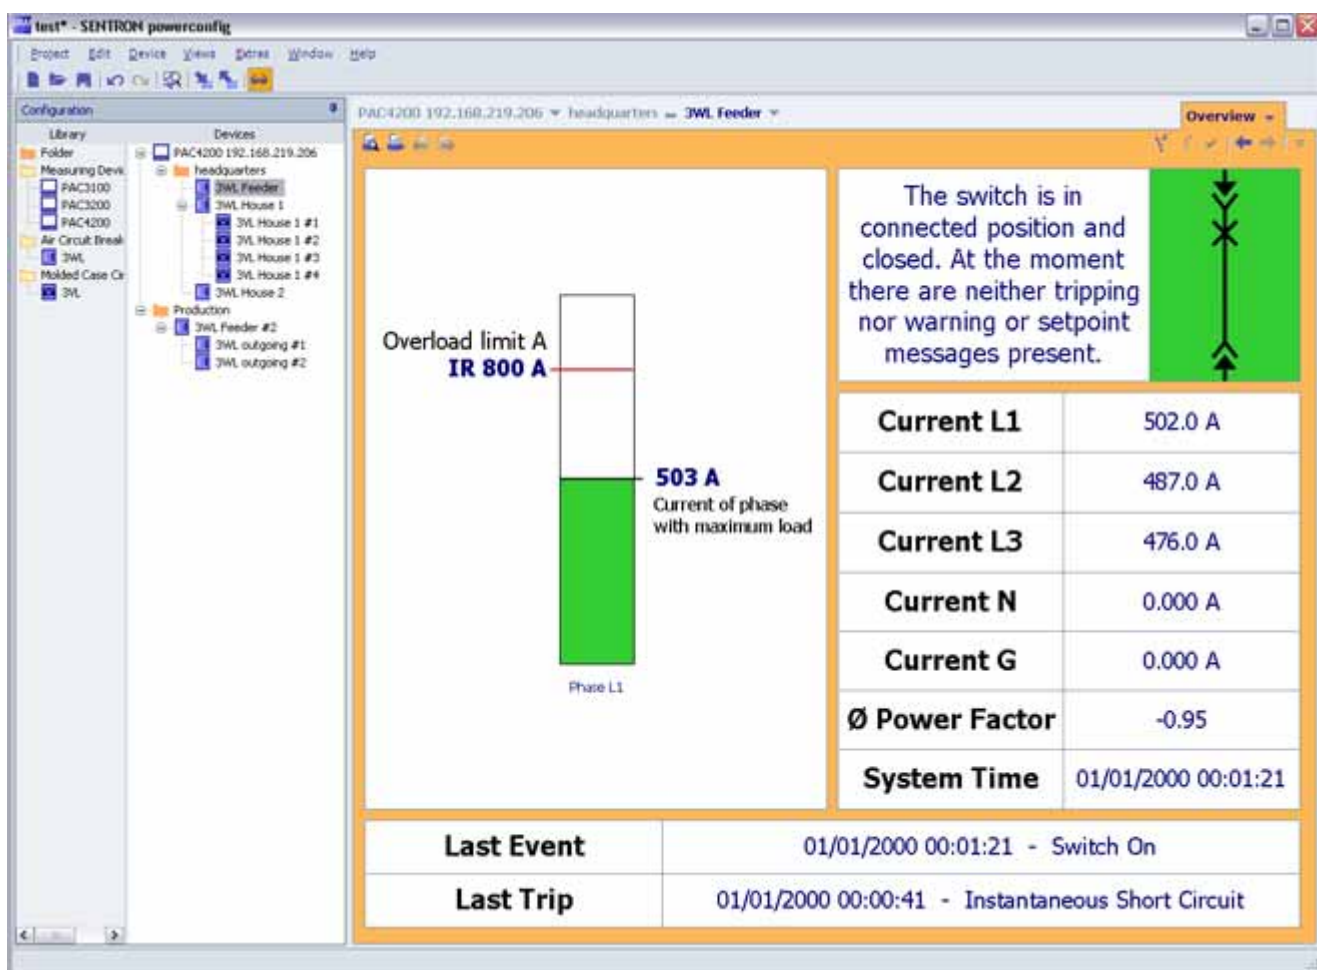 test* - SENTRON powerconfig
Project Edit Device Views Extras Window Help
Configuration
Library
Folder
Measuring Devi
PAC3100
PAC3200
PAC4200
Air Circuit Break
3WL
Molded Case Cir
3VL
Devices
PAC4200 192.168.219.206
headquarters
3WL Feeder
3WL House 1
3VL House 1 #1
3VL House 1 #2
3VL House 1 #3
3VL House 1 #4
3WL House 2
Production
3WL Feeder #2
3WL outgoing #1
3WL outgoing #2
PAC4200 192.168.219.206 headquarters 3WL Feeder
Overview
Overload limit A
IR 800 A
503 A
Current of phase
with maximum load
Phase L1
The switch is in
connected position and
closed. At the moment
there are neither tripping
nor warning or setpoint
messages present.
Current L1 502.0 A
Current L2 487.0 A
Current L3 476.0 A
Current N 0.000 A
Current G 0.000 A
Ø Power Factor -0.95
System Time 01/01/2000 00:01:21
Last Event 01/01/2000 00:01:21 - Switch On
Last Trip 01/01/2000 00:00:41 - Instantaneous Short Circuit